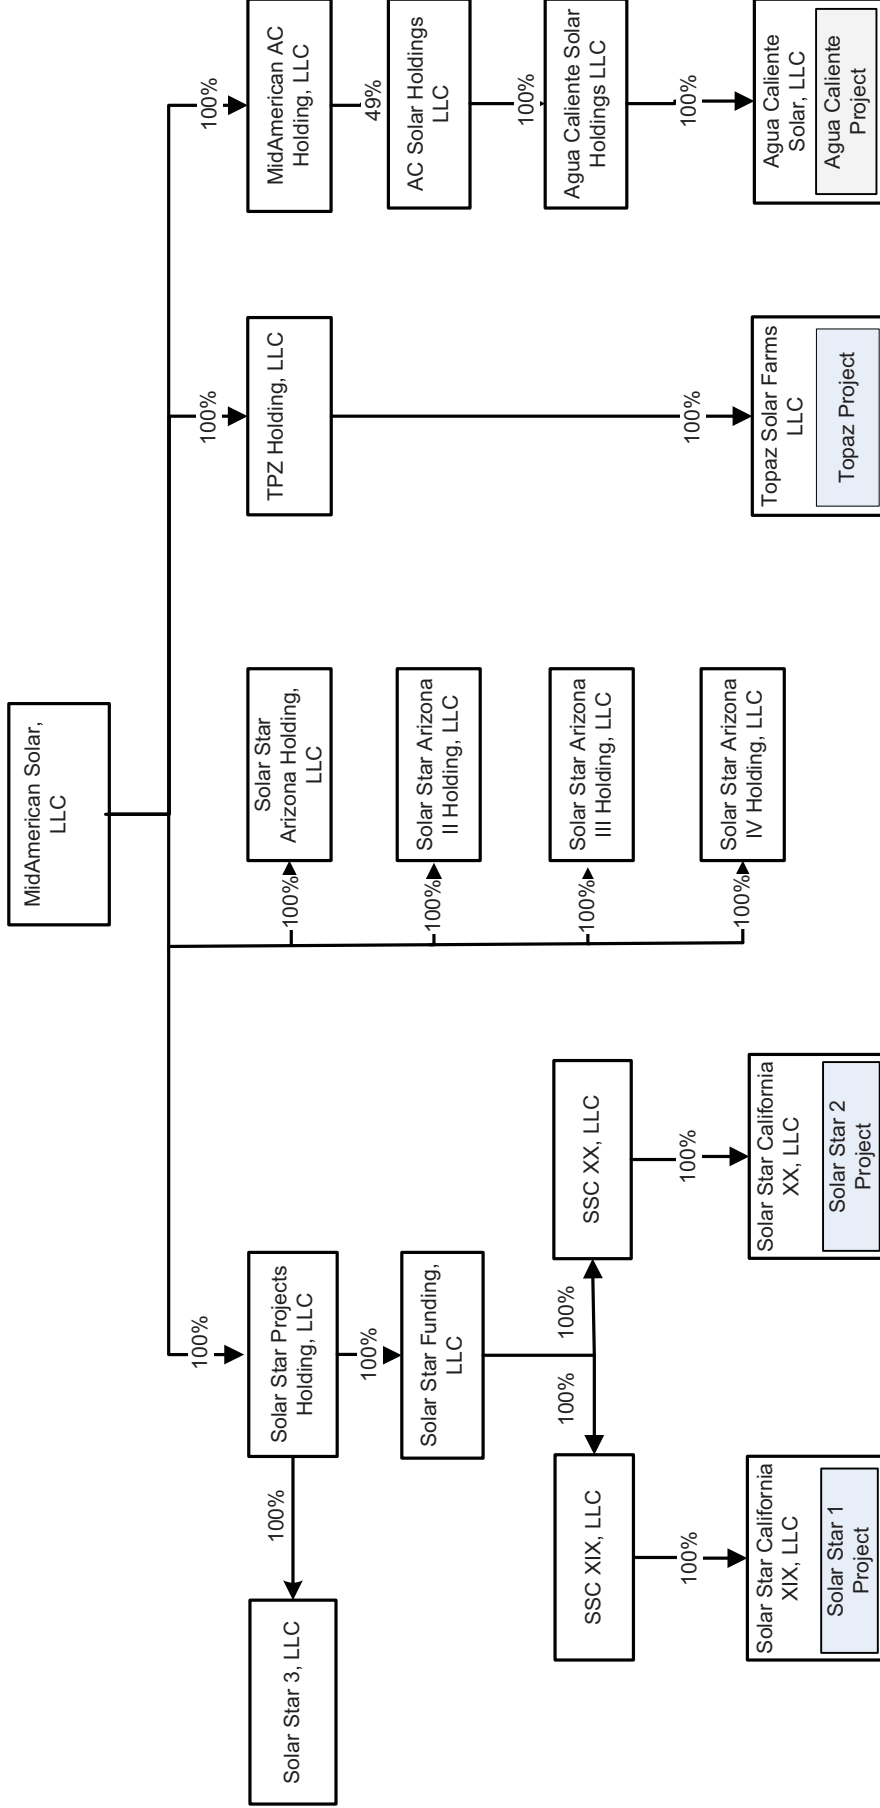 MidAmerican Solar,
LLC
100%
100%
100%
Solar Star Projects
Holding, LLC
100%
Solar Star 3, LLC
100%
Solar Star Funding,
LLC
100%
100%
SSC XIX, LLC
SSC XX, LLC
100%
100%
Solar Star California
XIX, LLC
Solar Star 1
Project
Solar Star California
XX, LLC
Solar Star 2
Project
100%
Solar Star
Arizona Holding,
LLC
100%
Solar Star Arizona
II Holding, LLC
100%
Solar Star Arizona
III Holding, LLC
100%
Solar Star Arizona
IV Holding, LLC
TPZ Holding, LLC
100%
Topaz Solar Farms
LLC
Topaz Project
MidAmerican AC
Holding, LLC
49%
AC Solar Holdings
LLC
100%
Agua Caliente Solar
Holdings LLC
100%
Agua Caliente
Solar, LLC
Agua Caliente
Project